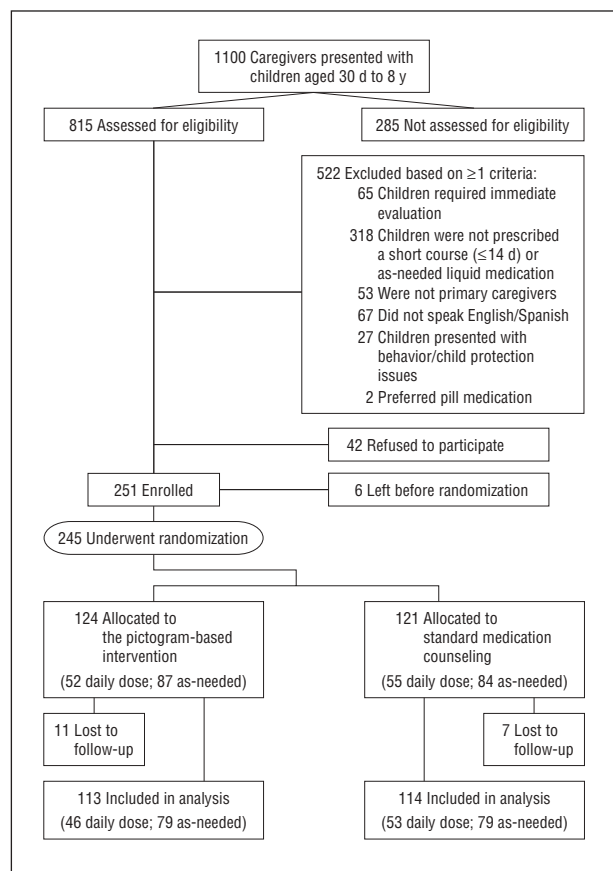 1100 Caregivers presented with
children aged 30 d to 8 y
815 Assessed for eligibility
285 Not assessed for eligibility
522 Excluded based on ≥1 criteria:
65 Children required immediate
evaluation
318 Children were not prescribed
a short course (≤14 d) or
as-needed liquid medication
53 Were not primary caregivers
67 Did not speak English/Spanish
27 Children presented with
behavior/child protection
issues
2 Preferred pill medication
42 Refused to participate
251 Enrolled
6 Left before randomization
245 Underwent randomization
124 Allocated to
the pictogram-based
intervention
(52 daily dose; 87 as-needed)
121 Allocated to
standard medication
counseling
(55 daily dose; 84 as-needed)
11 Lost to
follow-up
7 Lost to
follow-up
113 Included in analysis
(46 daily dose; 79 as-needed)
114 Included in analysis
(53 daily dose; 79 as-needed)